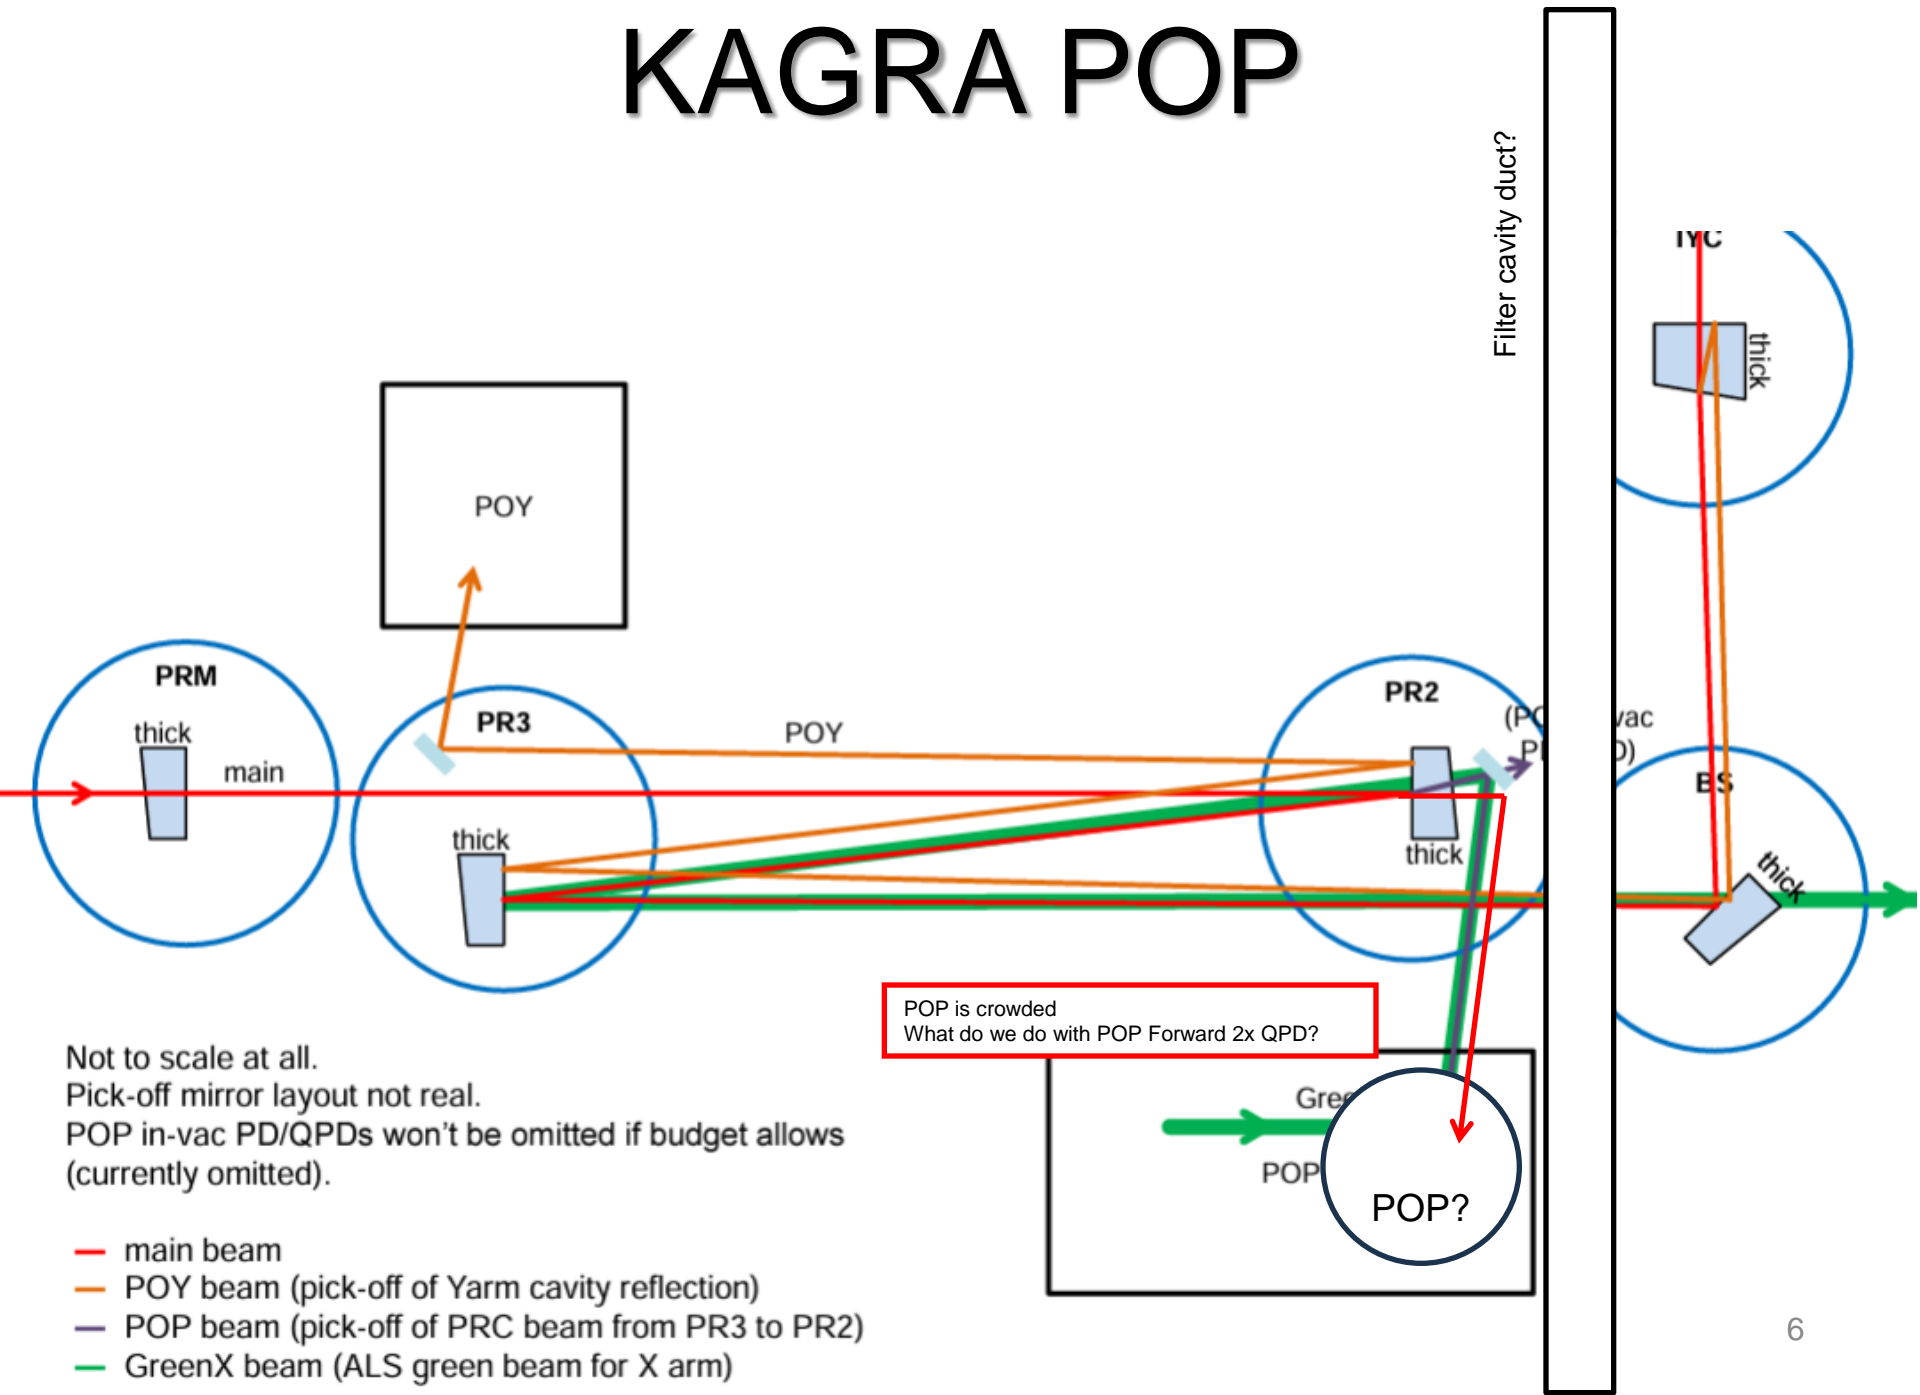 KAGRA POP
Filter cavity duct?
IYC
thick
POY
PRM
thick
main
PR3
thick
POY
PR2
thick
(PO
vac
P
D)
BS
thick
POP is crowded
What do we do with POP Forward 2x QPD?
Gre
POP
POP?
Not to scale at all.
Pick-off mirror layout not real.
POP in-vac PD/QPDs won't be omitted if budget allows
(currently omitted).
main beam
POY beam (pick-off of Yarm cavity reflection)
POP beam (pick-off of PRC beam from PR3 to PR2)
GreenX beam (ALS green beam for X arm)
6